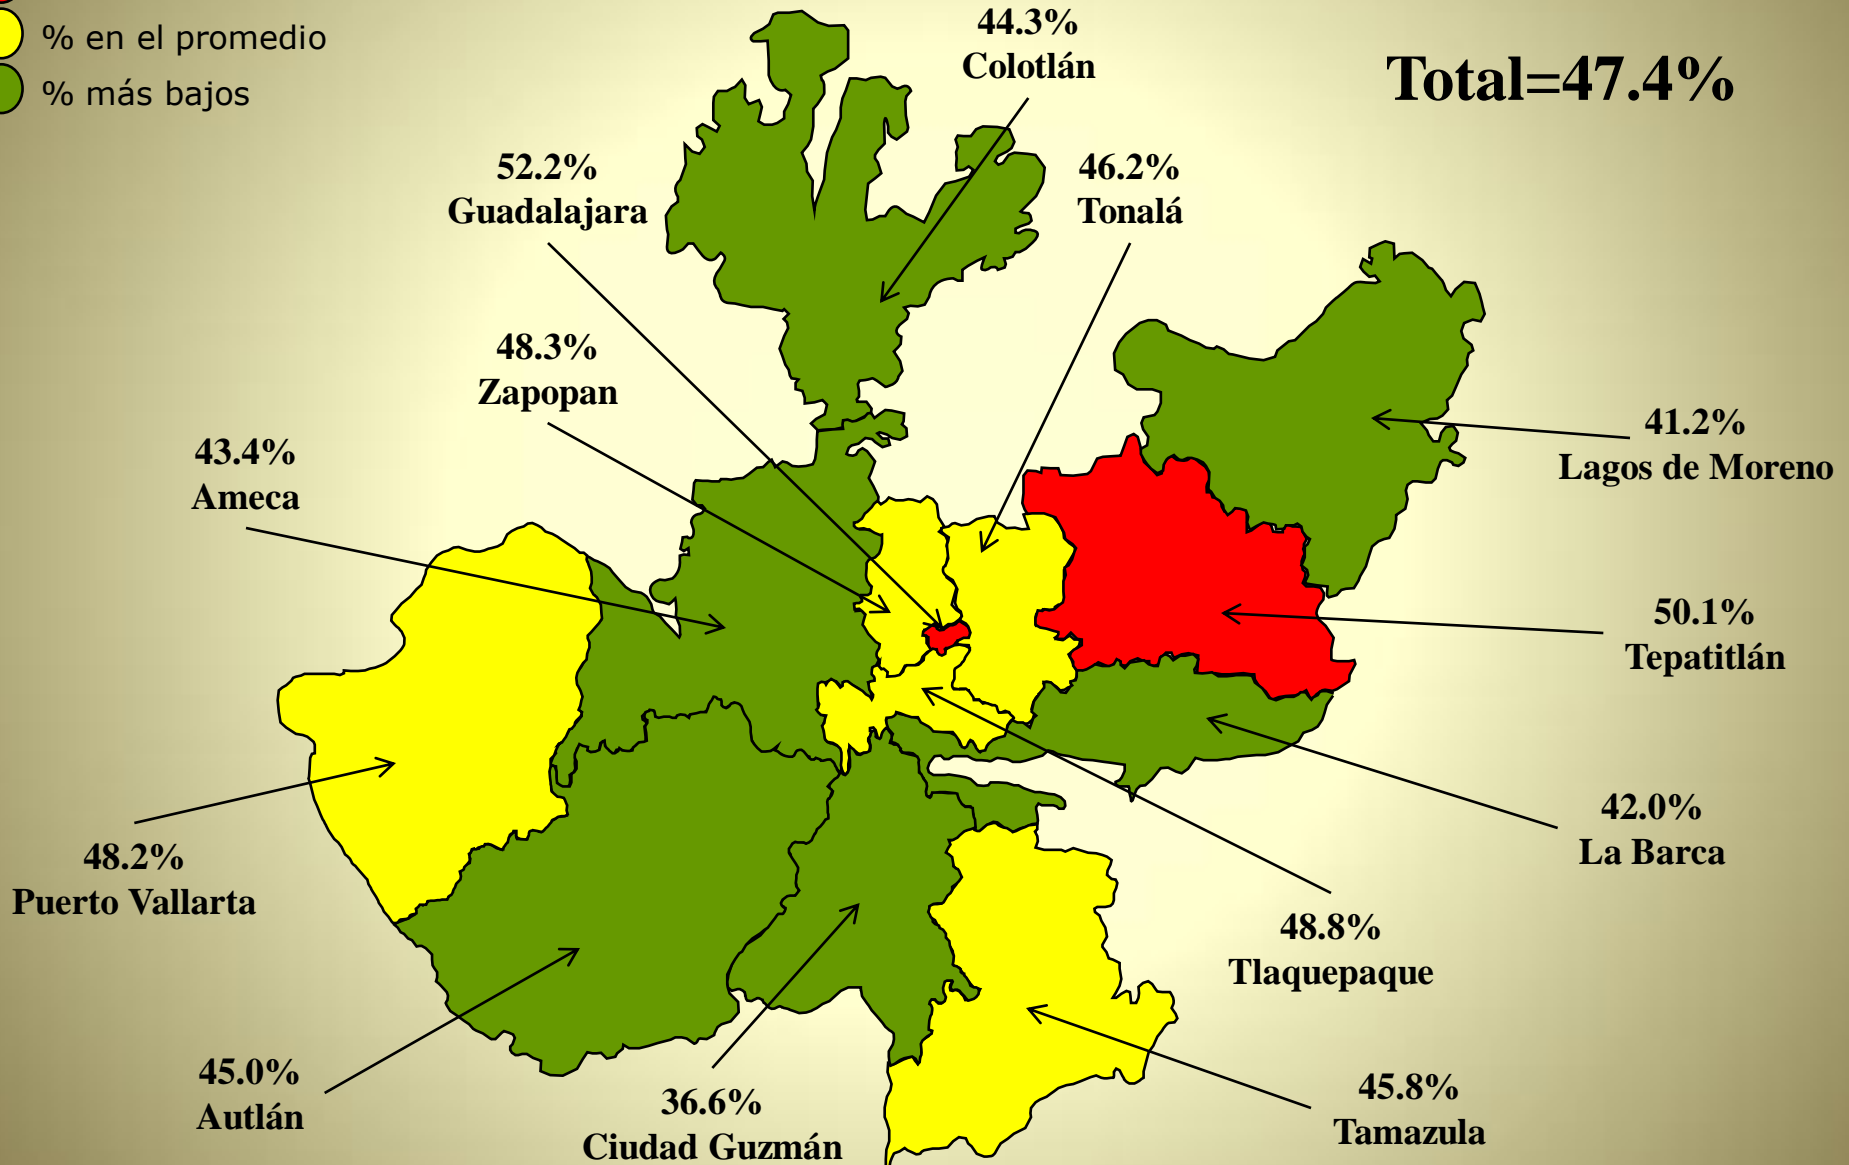 % en el promedio
% más bajos
Total=47.4%
44.3%
Colotlán
52.2%
Guadalajara
46.2%
Tonalá
48.3%
Zapopan
43.4%
Ameca
41.2%
Lagos de Moreno
50.1%
Tepatitlán
42.0%
La Barca
48.2%
Puerto Vallarta
48.8%
Tlaquepaque
45.0%
Autlán
36.6%
Ciudad Guzmán
45.8%
Tamazula